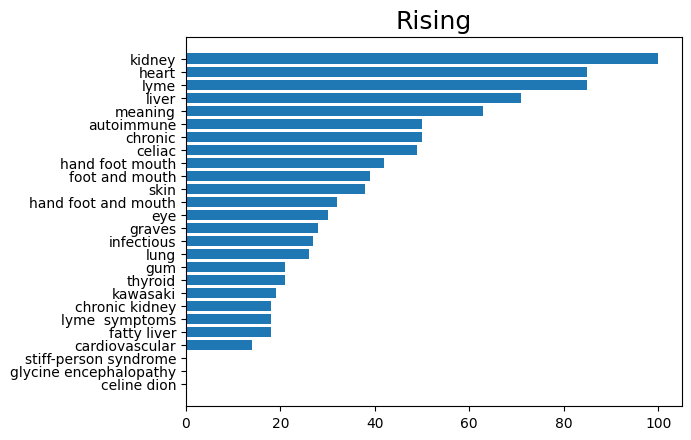 Rising
kidney
heart
lyme
liver
meaning
autoimmune
chronic
celiac
hand foot mouth
foot and mouth
skin
hand foot and mouth
eye
graves
infectious
lung
gum
thyroid
kawasaki
chronic kidney
lyme  symptoms
fatty liver
cardiovascular
stiff-person syndrome
glycine encephalopathy
celine dion
0 20 40 60 80 100